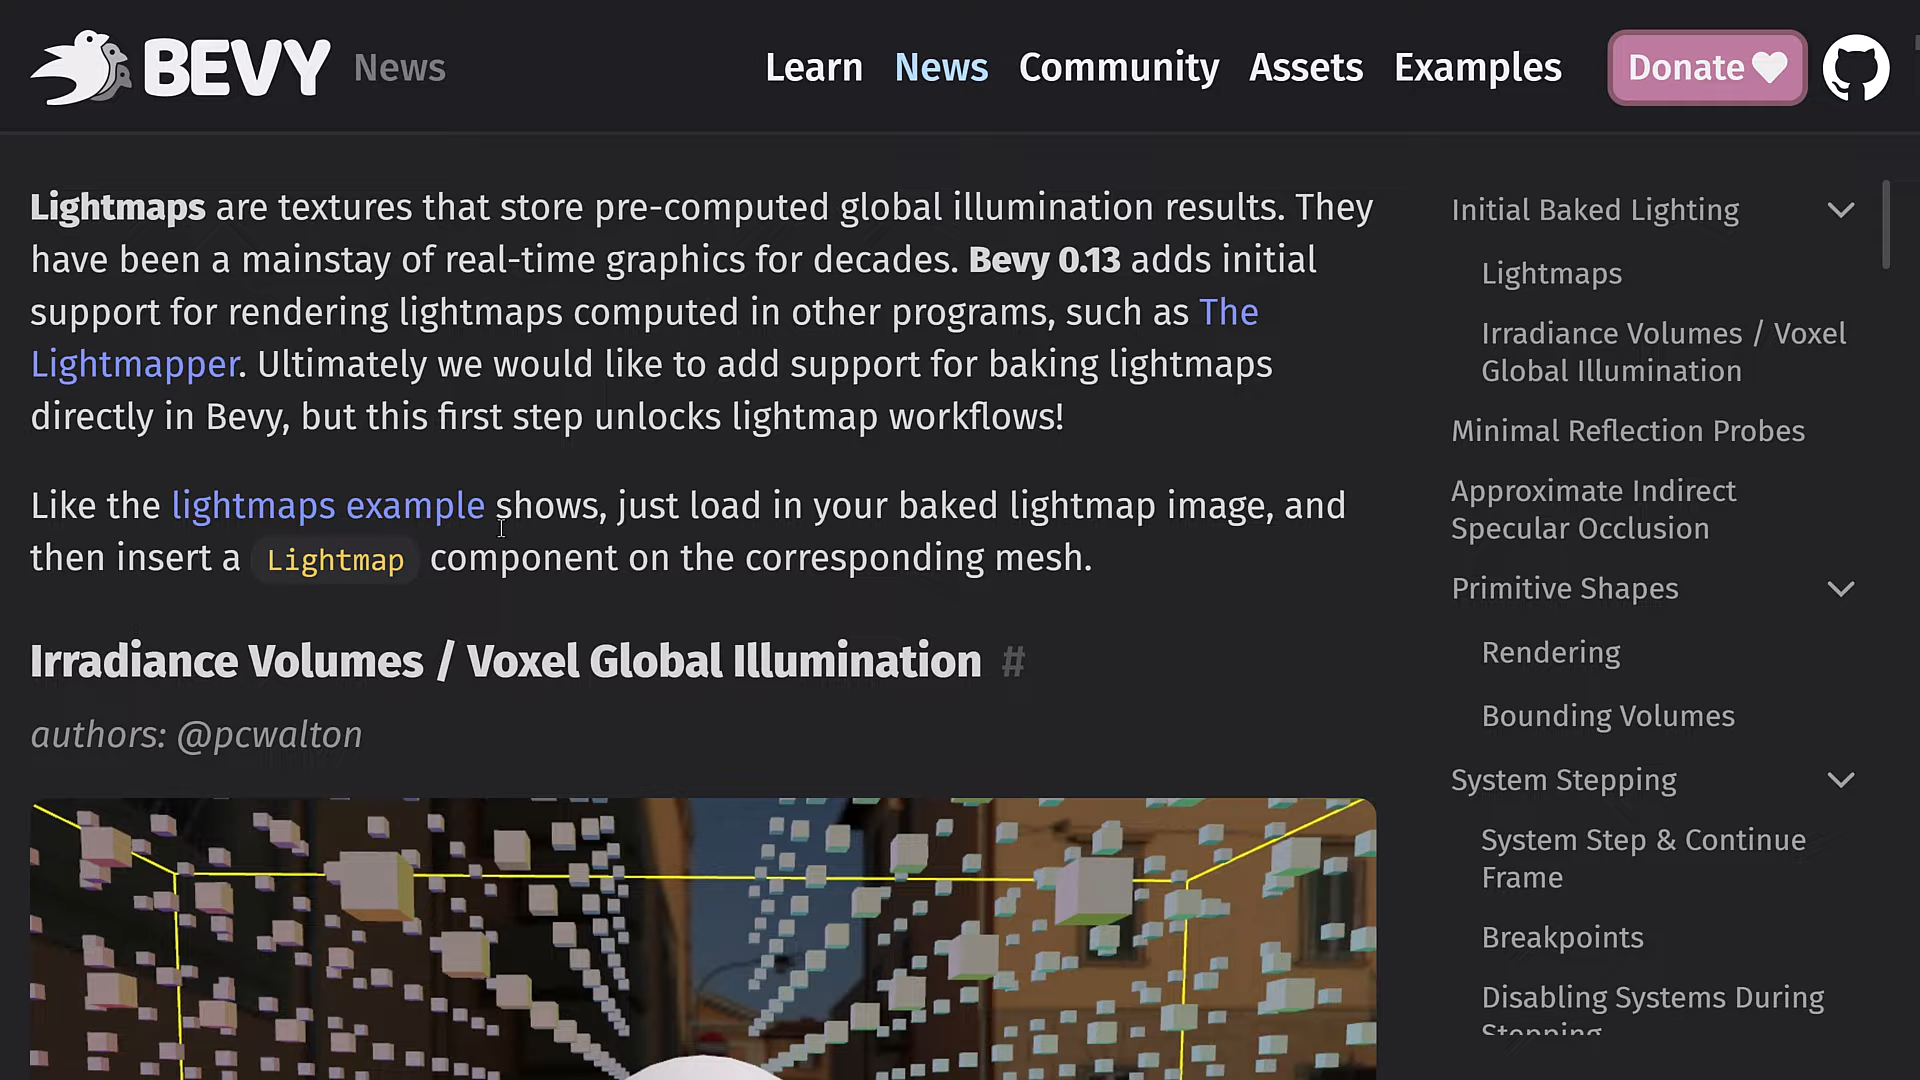 BEVY News
Learn News Community Assets Examples Donate
Lightmaps are textures that store pre-computed global illumination results. They
have been a mainstay of real-time graphics for decades. Bevy 0.13 adds initial
support for rendering lightmaps computed in other programs, such as The
Lightmapper. Ultimately we would like to add support for baking lightmaps
directly in Bevy, but this first step unlocks lightmap workflows!
Like the lightmaps example shows, just load in your baked lightmap image, and
then insert a Lightmap component on the corresponding mesh.
Irradiance Volumes / Voxel Global Illumination #
authors: @pcwalton
Initial Baked Lighting
Lightmaps
Irradiance Volumes / Voxel
Global Illumination
Minimal Reflection Probes
Approximate Indirect
Specular Occlusion
Primitive Shapes
Rendering
Bounding Volumes
System Stepping
System Step & Continue
Frame
Breakpoints
Disabling Systems During
Stepping